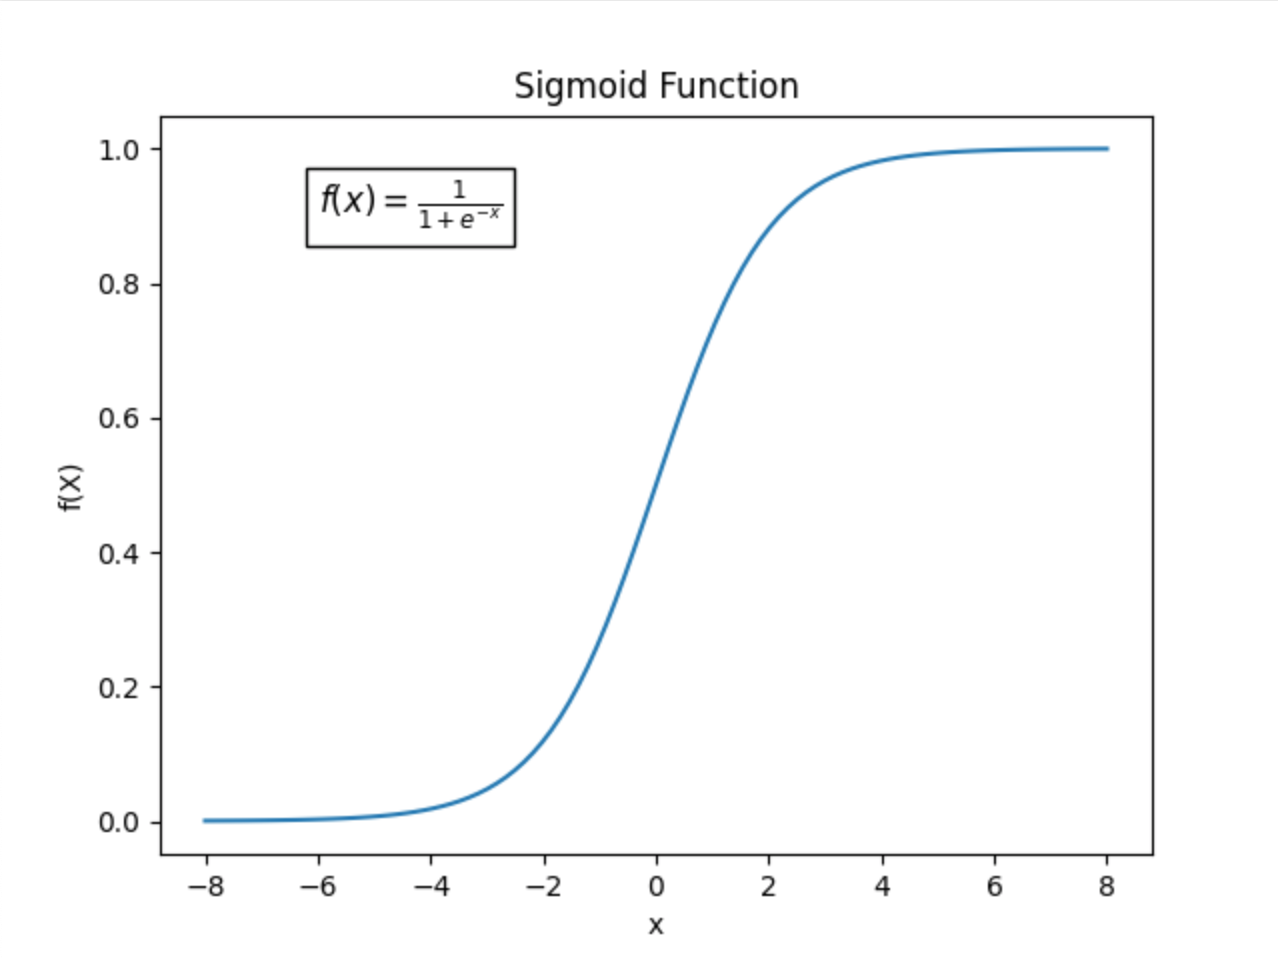 Sigmoid Function
f(x) = \frac{1}{1 + e^{-x}}
1.0
0.8
0.6
0.4
0.2
0.0
f(X)
−8 −6 −4 −2 0 2 4 6 8
x